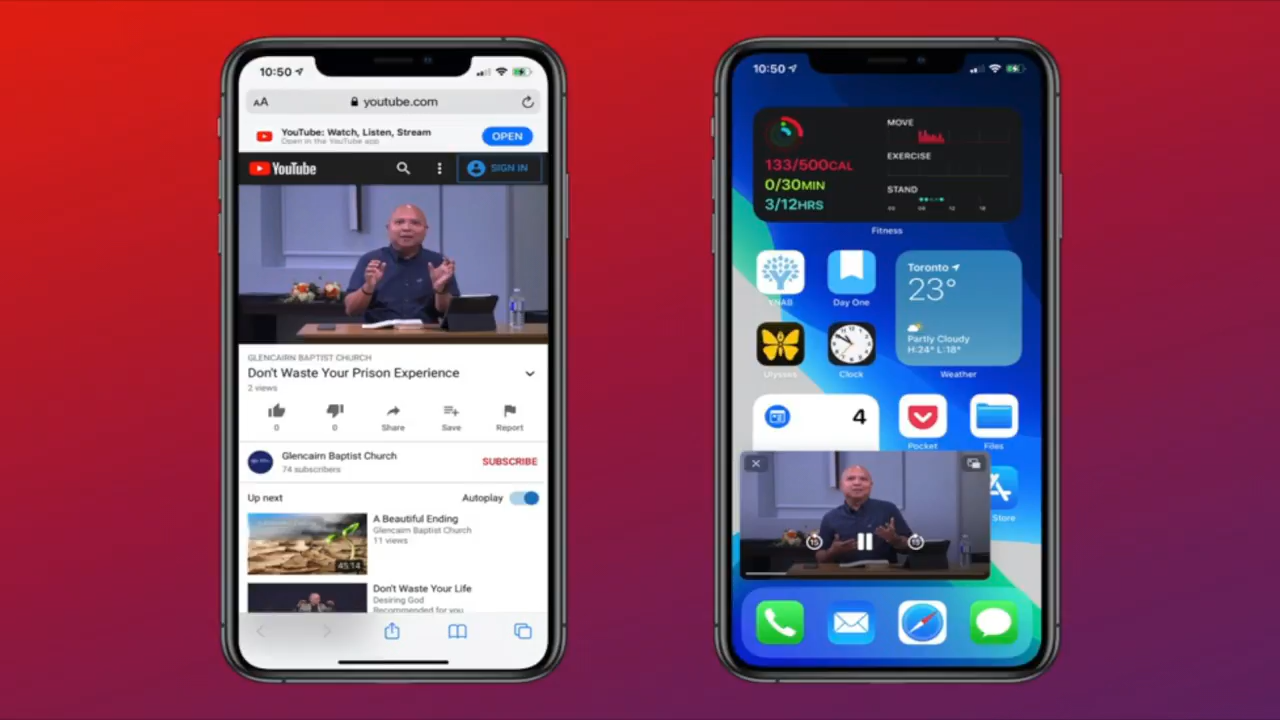 10:50
AA
youtube.com
YouTube: Watch, Listen, Stream
Open in the YouTube app
OPEN
YouTube
SIGN IN
GLENCAIRN BAPTIST CHURCH
Don't Waste Your Prison Experience
2 views
0
0
Share
Save
Report
Glencairn Baptist Church
74 subscribers
SUBSCRIBE
Up next
Autoplay
A Beautiful Ending
Glencairn Baptist Church
11 views
45:14
Don't Waste Your Life
Desiring God
Recommended for you
10:50
133/500CAL
0/30MIN
3/12HRS
MOVE
EXERCISE
STAND
Fitness
YNAB
Day One
Toronto
23°
Partly Cloudy
H:24° L:18°
Ulysses
Clock
Weather
4
Pocket
Files
Store
15
15